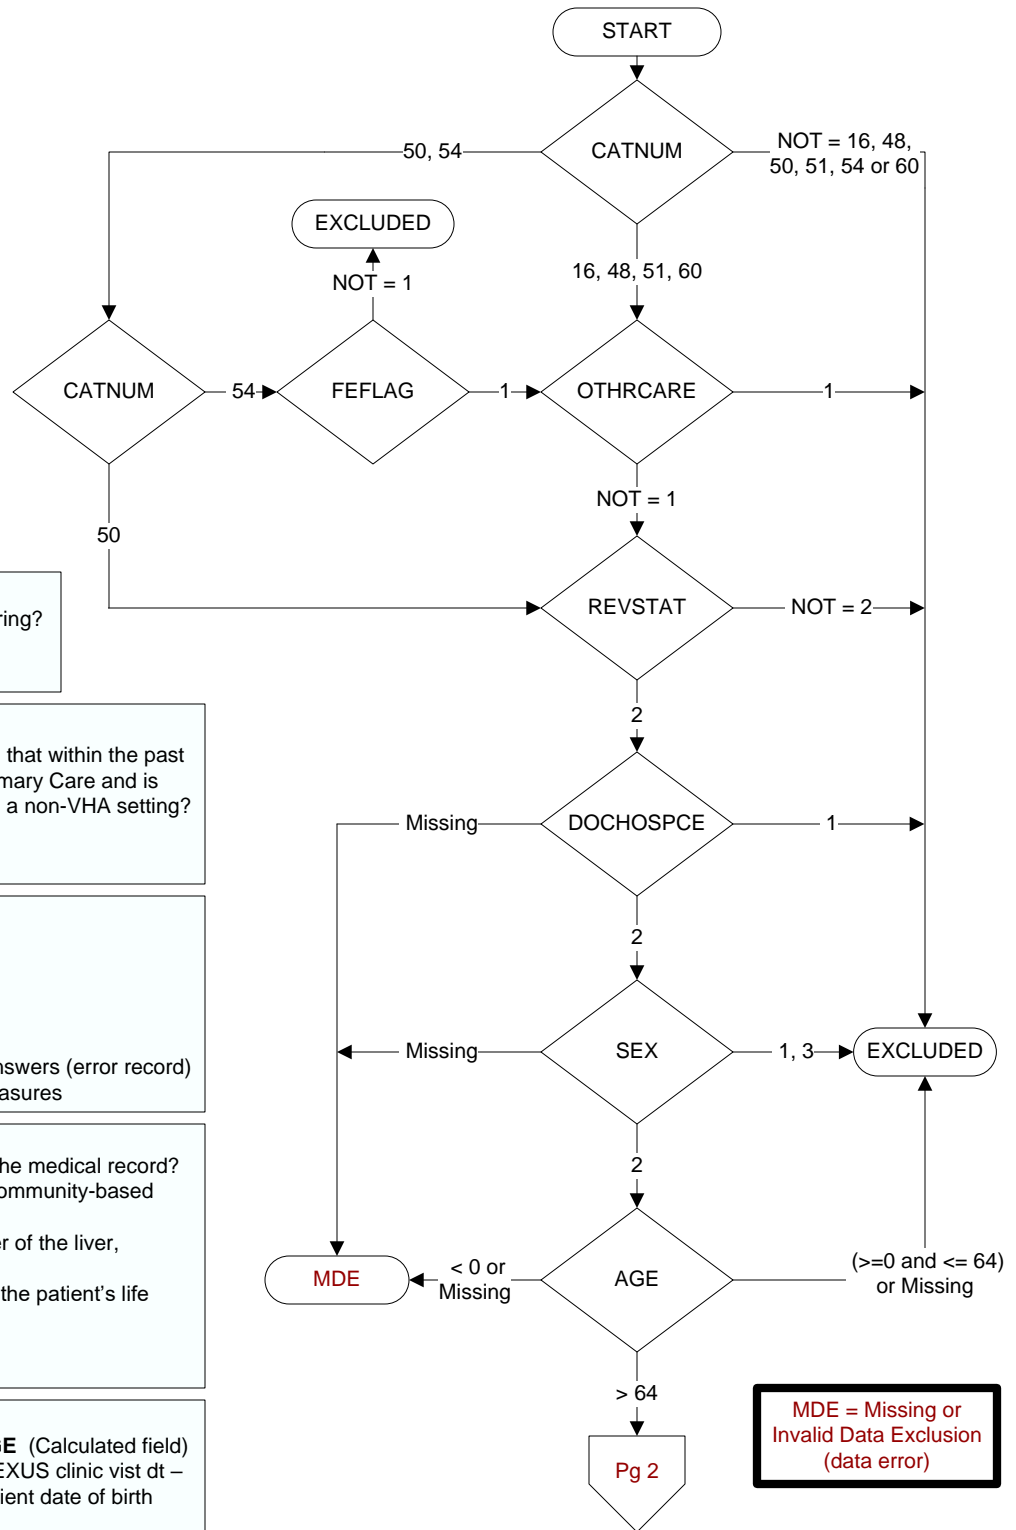 START
CATNUM
50, 54
NOT = 16, 48,
50, 51, 54 or 60
EXCLUDED
NOT = 1
16, 48, 51, 60
CATNUM
54
FEFLAG
1
OTHRCARE
1
NOT = 1
50
REVSTAT
NOT = 2
ring?
2
that within the past
mary Care and is
a non-VHA setting?
Missing
DOCHOSPCE
1
2
Missing
SEX
1, 3
EXCLUDED
nswers (error record)
asures
2
he medical record?
ommunity-based
er of the liver,
the patient's life
MDE
< 0 or
Missing
AGE
(>=0 and <= 64)
or Missing
> 64
Pg 2
MDE = Missing or
Invalid Data Exclusion
(data error)
GE (Calculated field)
EXUS clinic vist dt –
ient date of birth